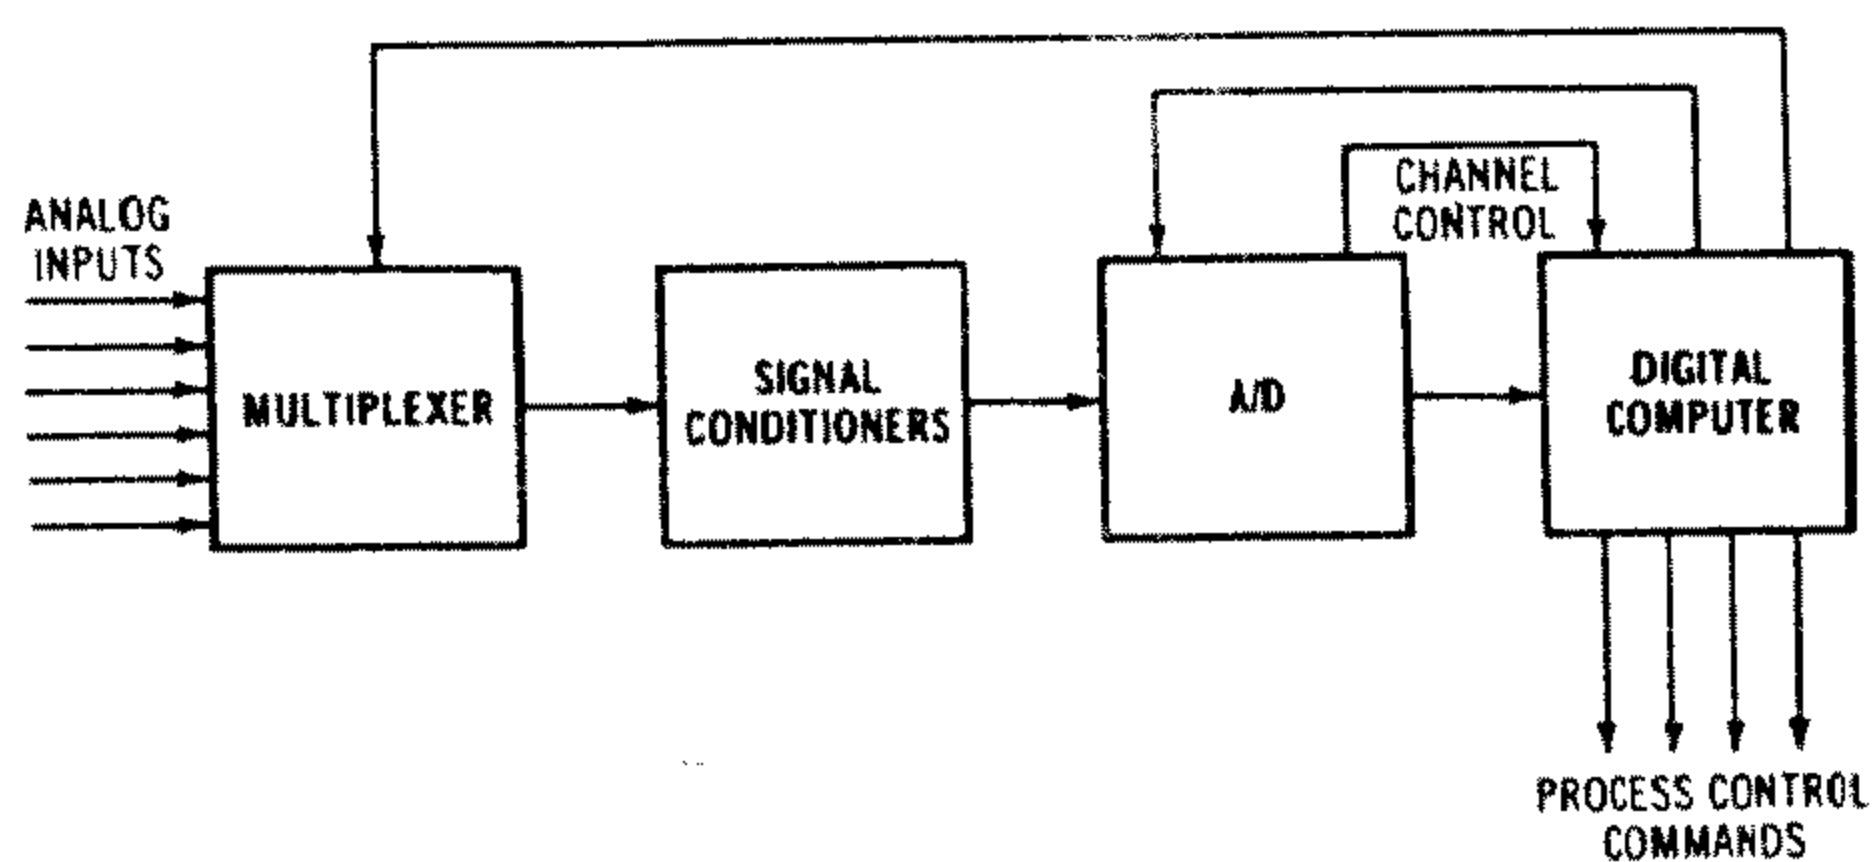 ANALOG
INPUTS
MULTIPLEXER
SIGNAL
CONDITIONERS
A/D
CHANNEL
CONTROL
DIGITAL
COMPUTER
PROCESS CONTROL
COMMANDS